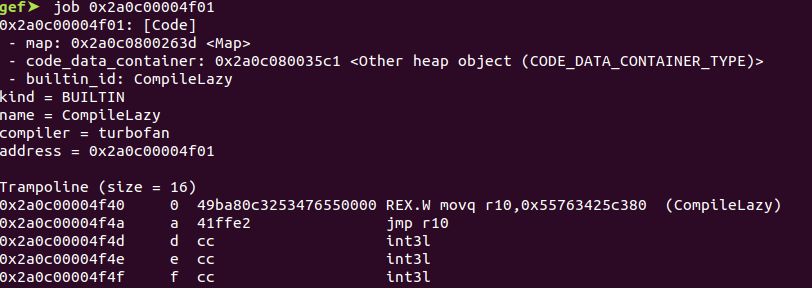 gef➤ job 0x2a0c00004f01
0x2a0c00004f01: [Code]
- map: 0x2a0c0800263d <Map>
- code_data_container: 0x2a0c080035c1 <Other heap object (CODE_DATA_CONTAINER_TYPE)>
- builtin_id: CompileLazy
kind = BUILTIN
name = CompileLazy
compiler = turbofan
address = 0x2a0c00004f01
Trampoline (size = 16)
0x2a0c00004f40 0 49ba80c3253476550000 REX.W movq r10,0x55763425c380 (CompileLazy)
0x2a0c00004f4a a 41ffe2 jmp r10
0x2a0c00004f4d d cc int3l
0x2a0c00004f4e e cc int3l
0x2a0c00004f4f f cc int3l